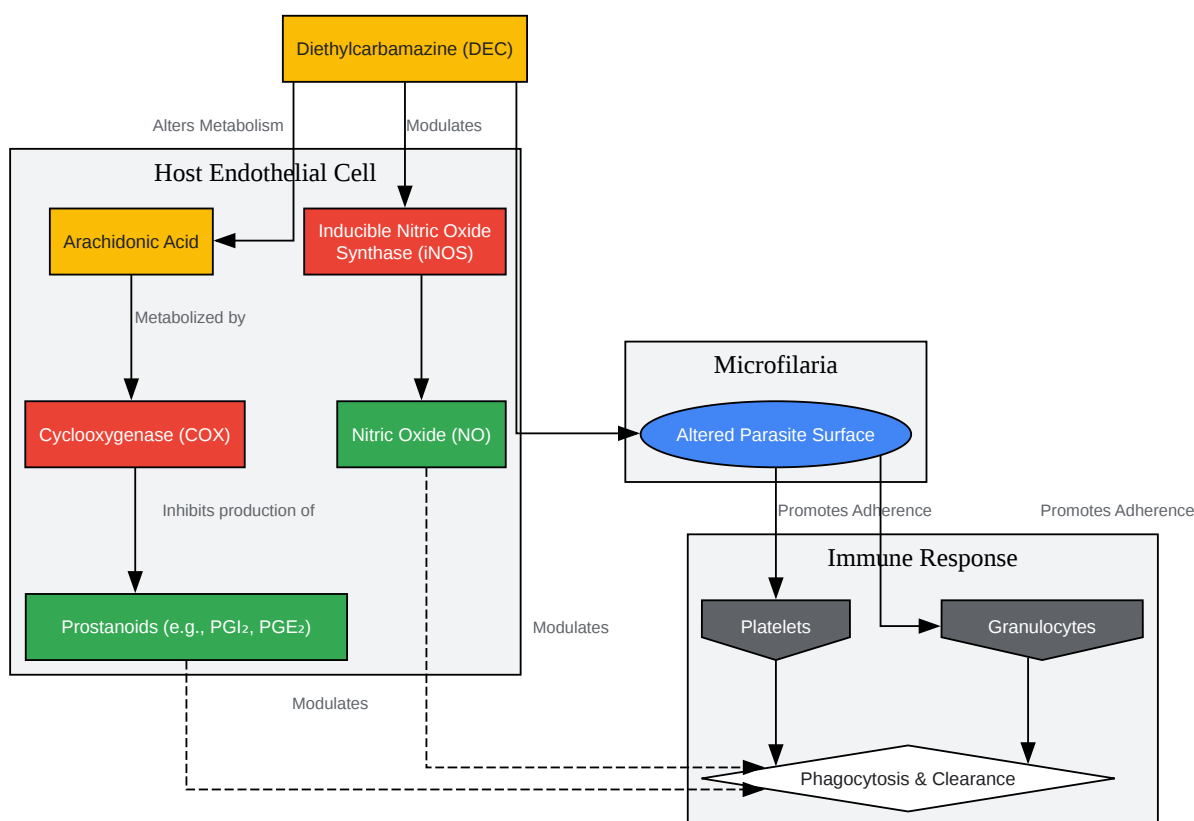 Diethylcarbamazine (DEC)
Alters Metabolism
Modulates
Host Endothelial Cell
Arachidonic Acid
Inducible Nitric Oxide
Synthase (iNOS)
Metabolized by
Microfilaria
Cyclooxygenase (COX)
Nitric Oxide (NO)
Altered Parasite Surface
Inhibits production of
Promotes Adherence
Promotes Adherence
Immune Response
Prostanoids (e.g., PGI₂, PGE₂)
Modulates
Platelets
Granulocytes
Modulates
Phagocytosis & Clearance